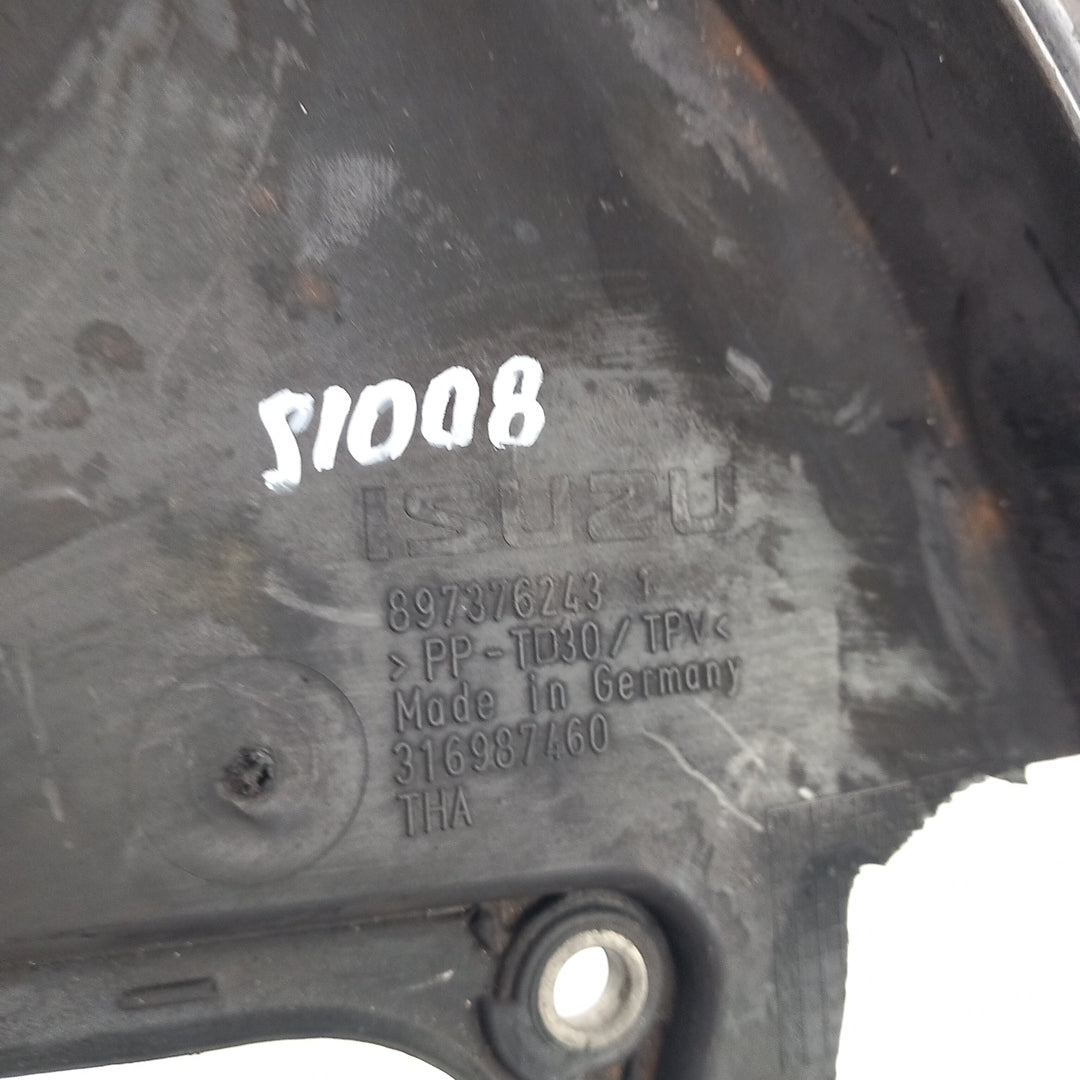 S1008
ISUZU
897376243 1
>PP-TD30/TPV<
Made in Germany
316987460
THA